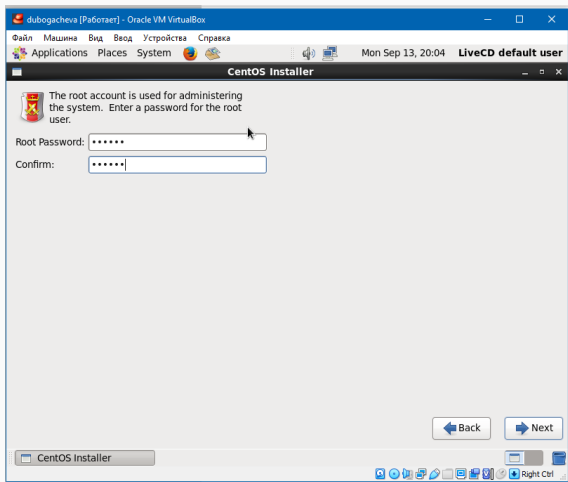 dubogacheva [Работает] - Oracle VM VirtualBox
Файл Машина Вид Ввод Устройства Справка
Applications Places System Mon Sep 13, 20:04 LiveCD default user
CentOS Installer
The root account is used for administering
the system. Enter a password for the root
user.
Root Password: ••••••
Confirm: ••••••
Back Next
CentOS Installer
Right Ctrl